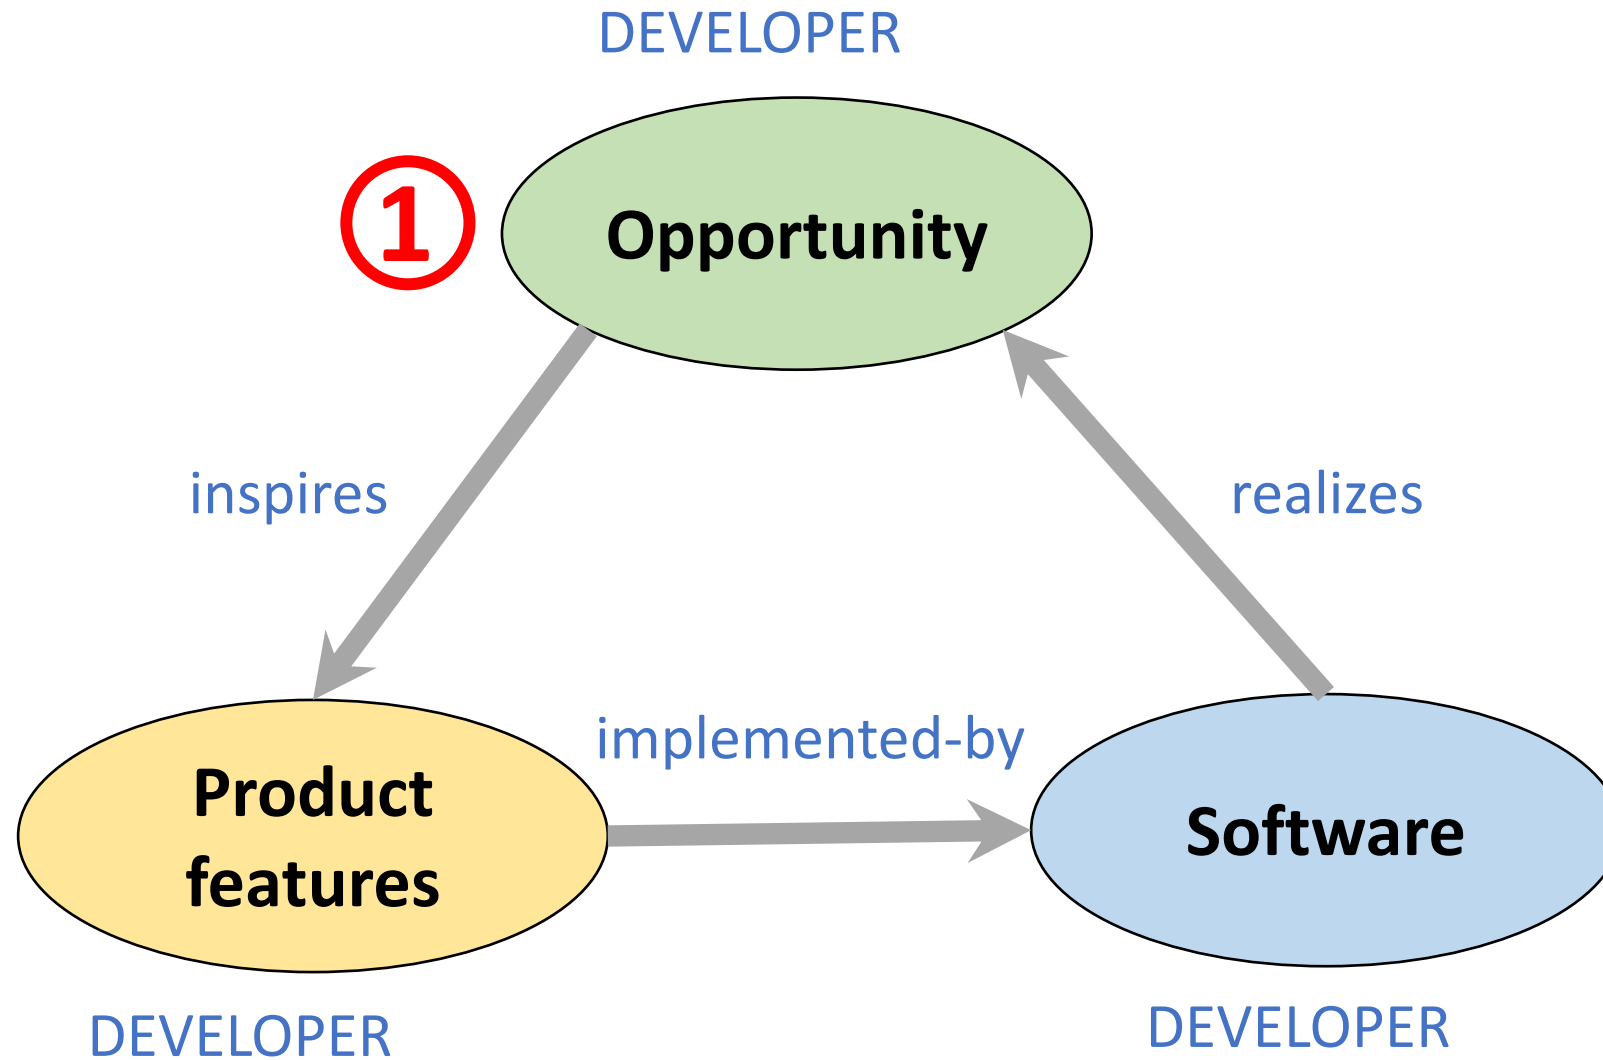 DEVELOPER
1
Opportunity
inspires
realizes
implemented-by
Product
features
Software
DEVELOPER
DEVELOPER